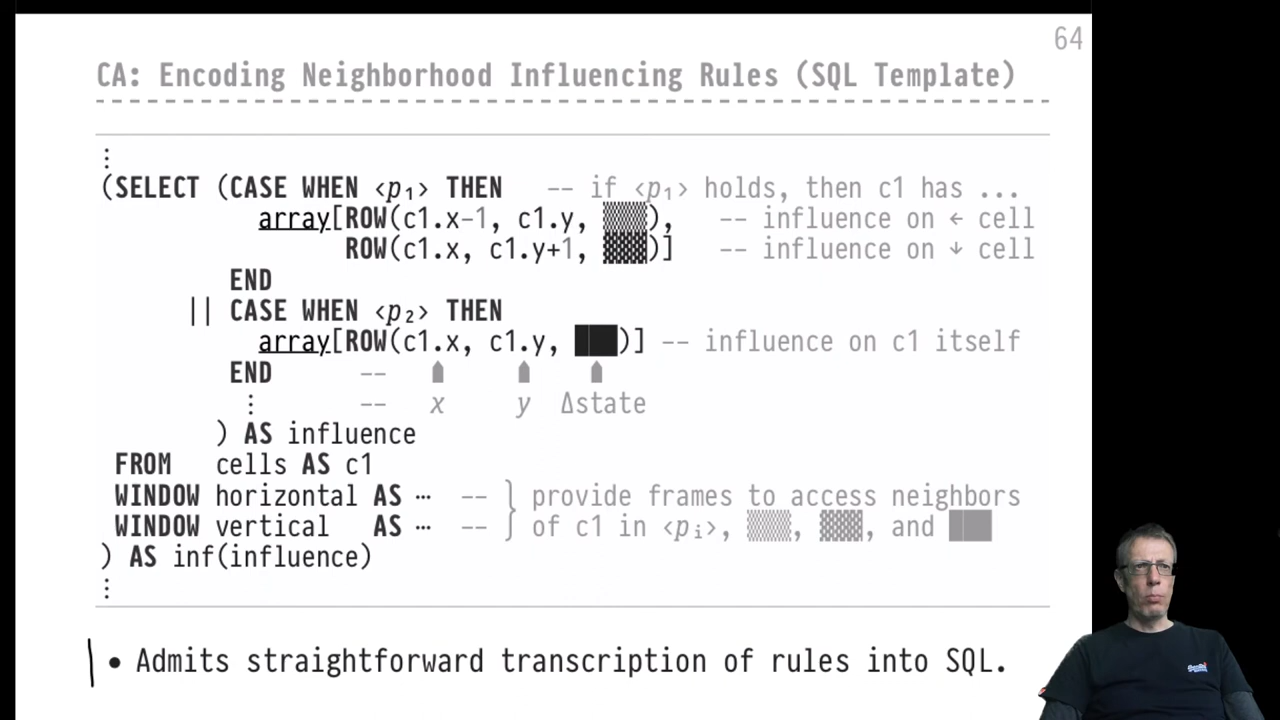 64
CA: Encoding Neighborhood Influencing Rules (SQL Template)
⋮
(SELECT (CASE WHEN <p₁> THEN -- if <p₁> holds, then c1 has ...
array[ROW(c1.x-1, c1.y, ▒▒▒), -- influence on ← cell
ROW(c1.x, c1.y+1, ▓▓▓)] -- influence on ↓ cell
END
|| CASE WHEN <p₂> THEN
array[ROW(c1.x, c1.y, ███)] -- influence on c1 itself
END --
⋮ -- x y Δstate
) AS influence
FROM cells AS c1
WINDOW horizontal AS ⋯ -- } provide frames to access neighbors
WINDOW vertical AS ⋯ -- of c1 in <pᵢ>, ▒▒▒, ▓▓▓, and ███
) AS inf(influence)
⋮
• Admits straightforward transcription of rules into SQL.